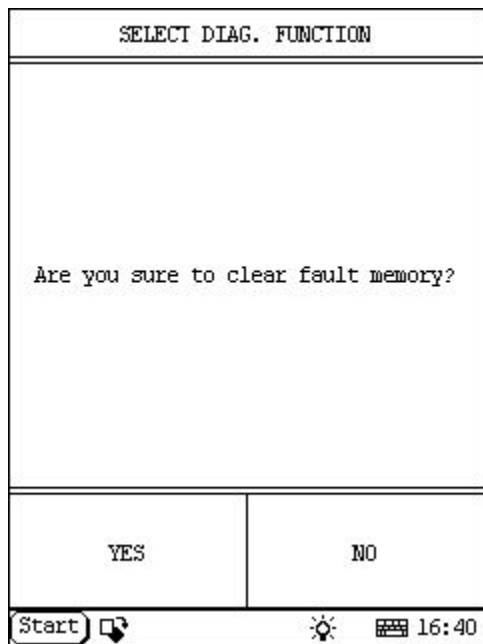 SELECT DIAG. FUNCTION
Are you sure to clear fault memory?
YES
NO
Start
16:40